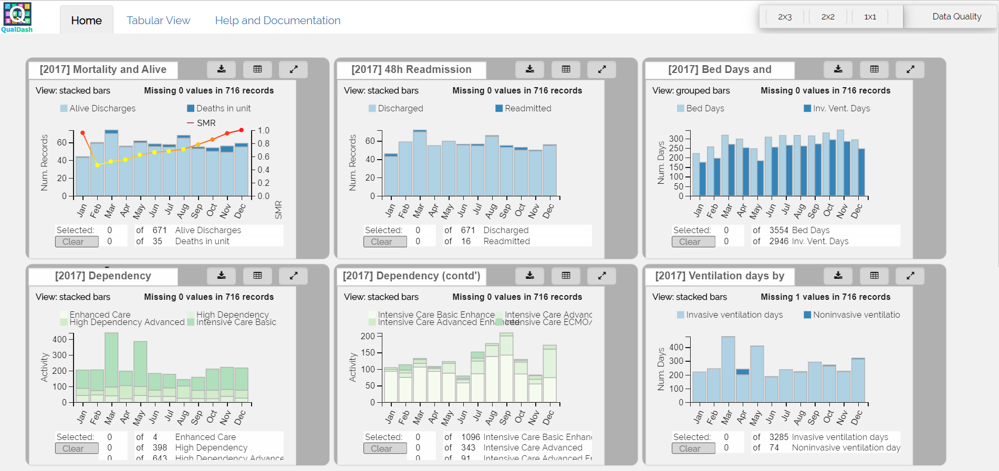 QualDash
Home
Tabular View
Help and Documentation
2x3
2x2
1x1
Data Quality
[2017] Mortality and Alive
View: stacked bars
Missing 0 values in 716 records
Alive Discharges
Deaths in unit
SMR
Num. Records
60
40
20
0
1.0
0.8
0.6
0.4
0.2
0.0
SMR
Jan Feb Mar Apr May Jun Jul Aug Sep Oct Nov Dec
Selected: 0 of 671 Alive Discharges
Clear 0 of 35 Deaths in unit
[2017] 48h Readmission
View: stacked bars
Missing 0 values in 716 records
Discharged
Readmitted
Num. Records
60
40
20
0
Jan Feb Mar Apr May Jun Jul Aug Sep Oct Nov Dec
Selected: 0 of 671 Discharged
Clear 0 of 16 Readmitted
[2017] Bed Days and
View: grouped bars
Missing 0 values in 716 records
Bed Days
Inv. Vent. Days
Num. Days
300
250
200
150
100
50
0
Jan Feb Mar Apr May Jun Jul Aug Sep Oct Nov Dec
Selected: 0 of 3554 Bed Days
Clear 0 of 2946 Inv. Vent. Days
[2017] Dependency
View: stacked bars
Missing 0 values in 716 records
Enhanced Care
High Dependency
High Dependency Advanced
Intensive Care Basic
Activity
400
300
200
100
0
Jan Feb Mar Apr May Jun Jul Aug Sep Oct Nov Dec
Selected: 0 of 4 Enhanced Care
Clear 0 of 398 High Dependency
0 of 643 High Dependency Advance
[2017] Dependency (contd')
View: stacked bars
Missing 0 values in 716 records
Intensive Care Basic Enhance
Intensive Care Advanc
Intensive Care Advanced Enhanced
Intensive Care ECMO/
Activity
200
150
100
50
0
Jan Feb Mar Apr May Jun Jul Aug Sep Oct Nov Dec
Selected: 0 of 1096 Intensive Care Basic Enhan
Clear 0 of 343 Intensive Care Advanced
0 of 91 Intensive Care Advanced
[2017] Ventilation days by
View: stacked bars
Missing 1 values in 716 records
Invasive ventilation days
Noninvasive ventilatio
Num. Days
400
300
200
100
0
Jan Feb Mar Apr May Jun Jul Aug Sep Oct Nov Dec
Selected: 0 of 3285 Invasive ventilation days
Clear 0 of 74 Noninvasive ventilation day